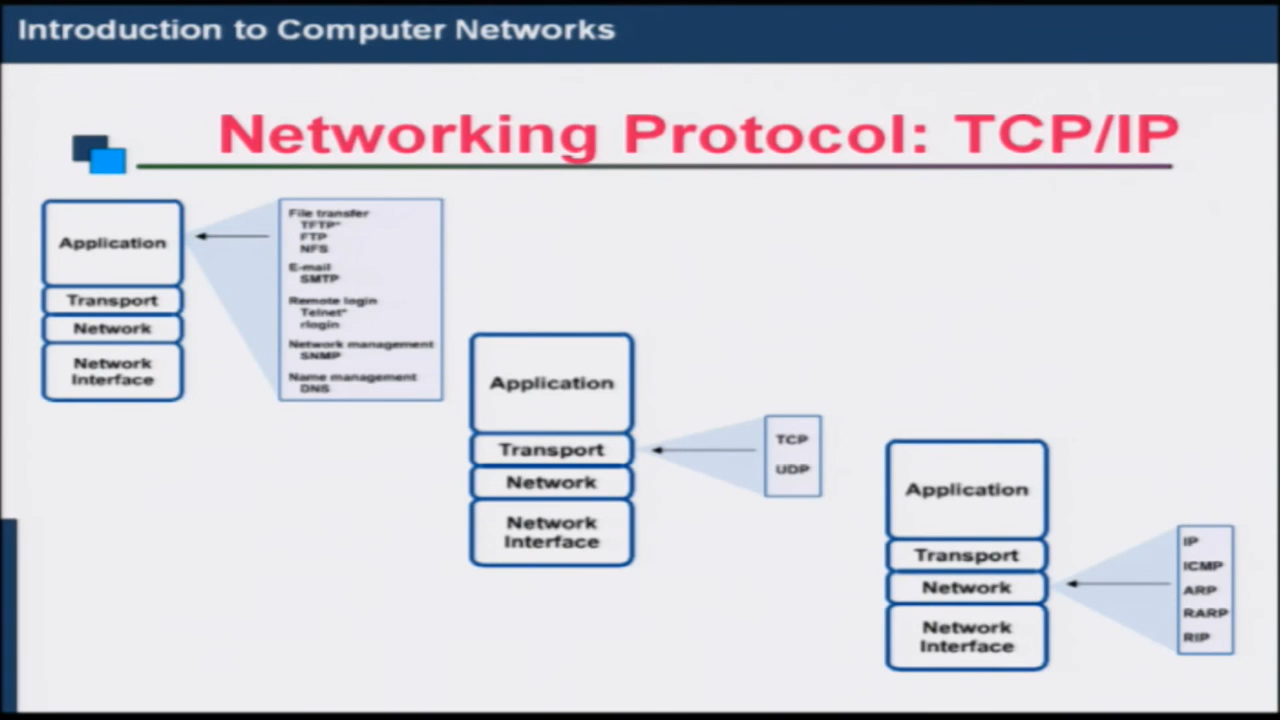 Introduction to Computer Networks
Networking Protocol: TCP/IP
Application
Transport
Network
Network
Interface
File transfer
TFTP*
FTP
NFS
E-mail
SMTP
Remote login
Telnet*
rlogin
Network management
SNMP
Name management
DNS
Application
Transport
Network
Network
Interface
TCP
UDP
Application
Transport
Network
Network
Interface
IP
ICMP
ARP
RARP
RIP